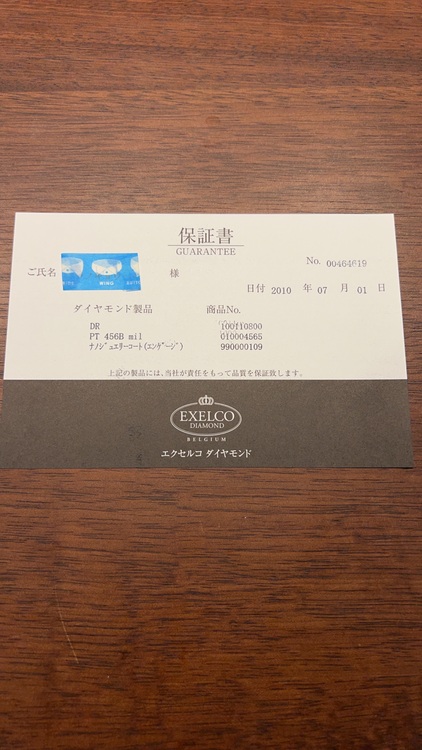 保証書
GUARANTEE
No. 00464619
ご氏名 様
日付 2010 年 07 月 01 日
ダイヤモンド製品 商品No.
DR 100110800
PT 456B mil 010004565
ナノジュエリーコート(エンゲージ) 990000109
上記の製品には、当社が責任をもって品質を保証致します。
EXELCO
DIAMOND
BELGIUM
エクセルコ ダイヤモンド